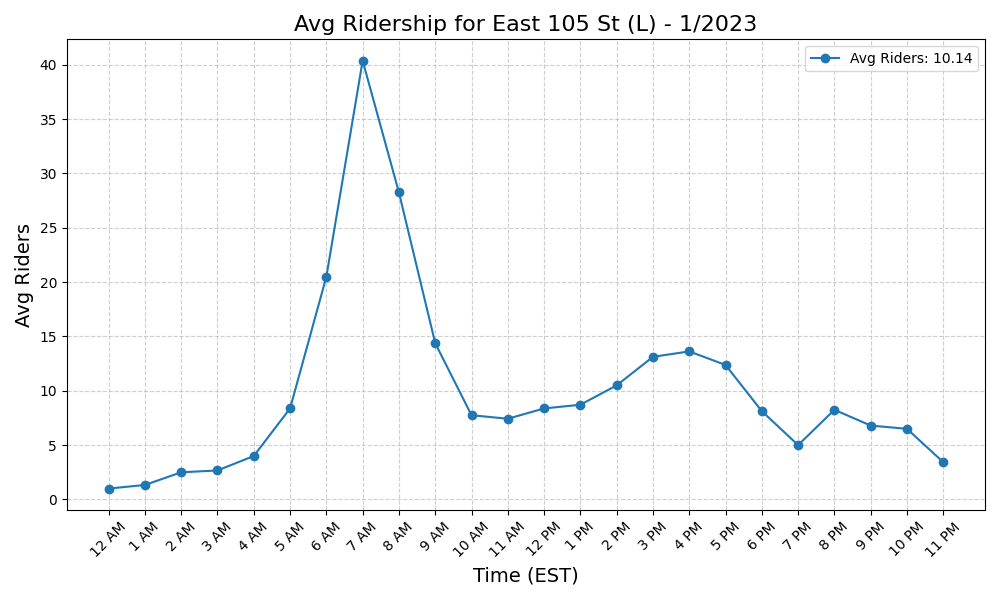 Avg Ridership for East 105 St (L) - 1/2023
Avg Riders: 10.14
Avg Riders
40
35
30
25
20
15
10
5
0
12 AM
1 AM
2 AM
3 AM
4 AM
5 AM
6 AM
7 AM
8 AM
9 AM
10 AM
11 AM
12 PM
1 PM
2 PM
3 PM
4 PM
5 PM
6 PM
7 PM
8 PM
9 PM
10 PM
11 PM
Time (EST)